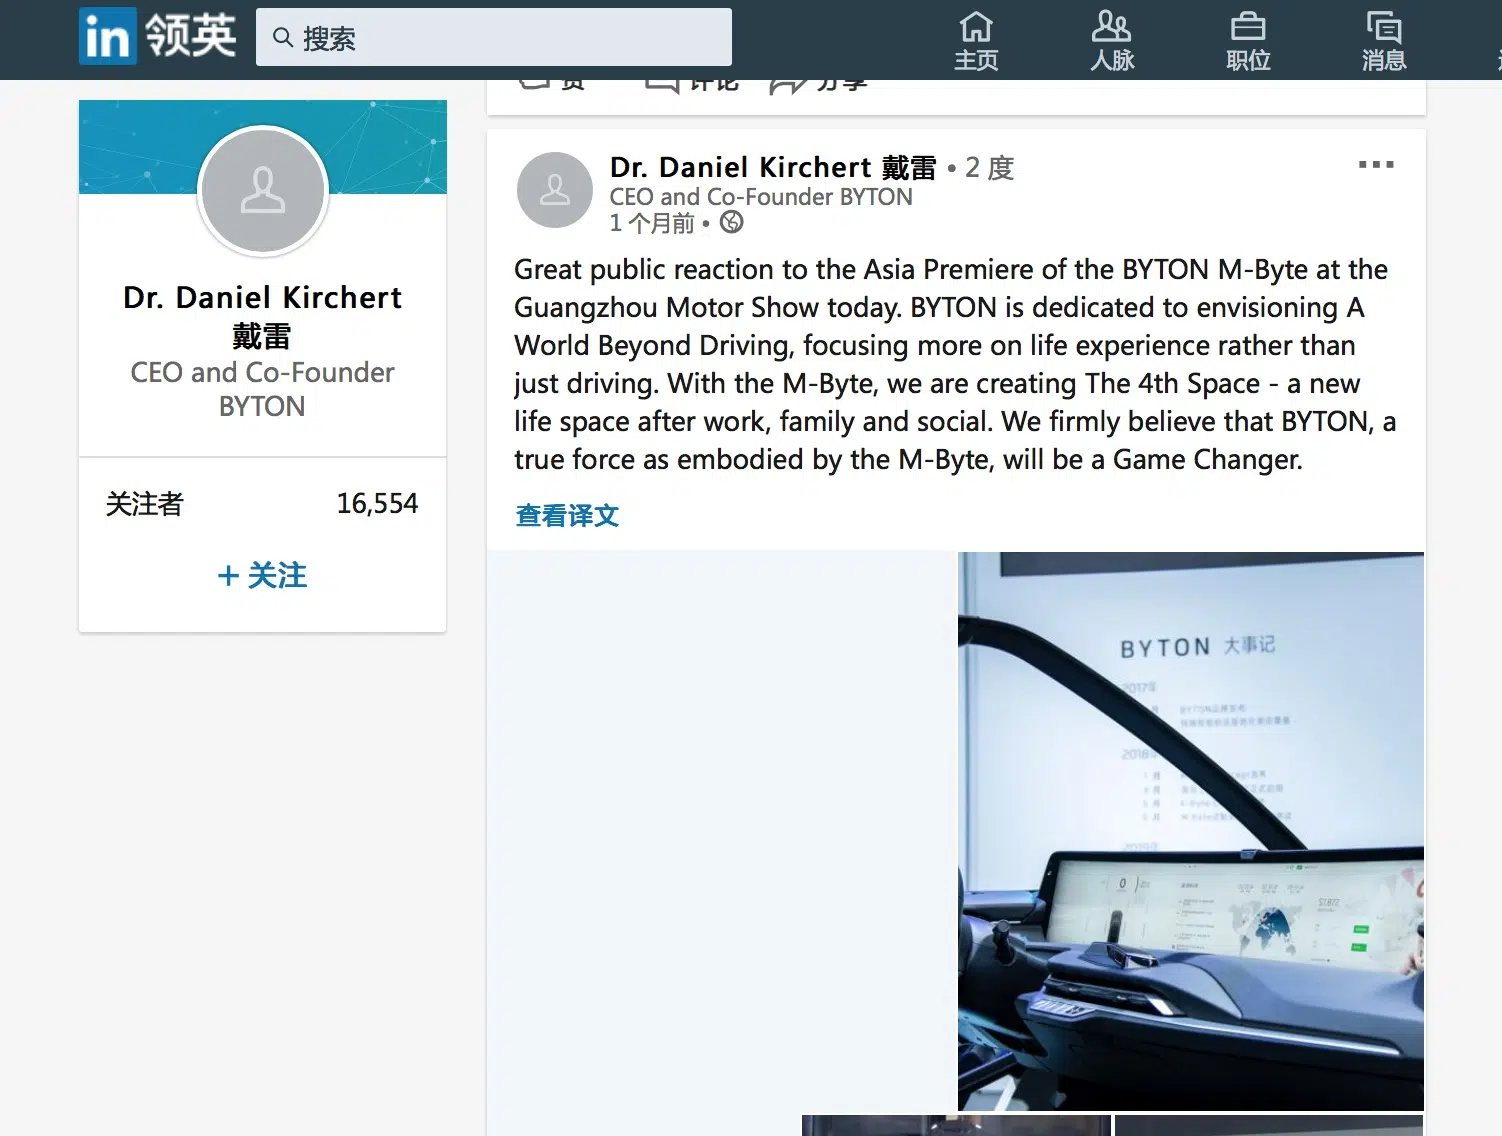 in 领英
搜索
主页
人脉
职位
消息
赞
评论
分享
Dr. Daniel Kirchert
戴雷
CEO and Co-Founder
BYTON
关注者 16,554
+ 关注
Dr. Daniel Kirchert 戴雷 • 2 度
CEO and Co-Founder BYTON
1 个月前 •
Great public reaction to the Asia Premiere of the BYTON M-Byte at the
Guangzhou Motor Show today. BYTON is dedicated to envisioning A
World Beyond Driving, focusing more on life experience rather than
just driving. With the M-Byte, we are creating The 4th Space - a new
life space after work, family and social. We firmly believe that BYTON, a
true force as embodied by the M-Byte, will be a Game Changer.
查看译文
BYTON 大事记
2017年
2018年
2019年